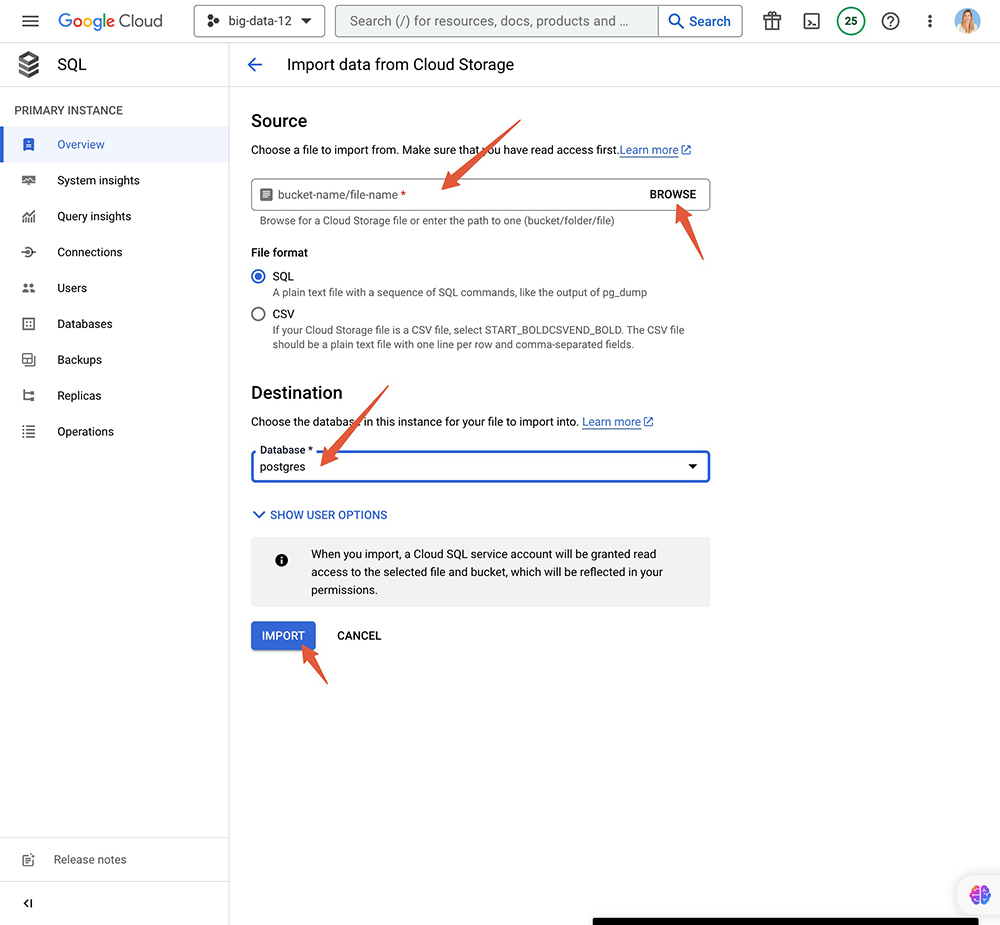 Google Cloud
big-data-12
Search (/) for resources, docs, products and ...
Search
25
SQL
Import data from Cloud Storage
PRIMARY INSTANCE
Overview
System insights
Query insights
Connections
Users
Databases
Backups
Replicas
Operations
Release notes
Source
Choose a file to import from. Make sure that you have read access first. Learn more
bucket-name/file-name *
BROWSE
Browse for a Cloud Storage file or enter the path to one (bucket/folder/file)
File format
SQL
A plain text file with a sequence of SQL commands, like the output of pg_dump
CSV
If your Cloud Storage file is a CSV file, select START_BOLDCSVEND_BOLD. The CSV file
should be a plain text file with one line per row and comma-separated fields.
Destination
Choose the database in this instance for your file to import into. Learn more
Database *
postgres
SHOW USER OPTIONS
When you import, a Cloud SQL service account will be granted read
access to the selected file and bucket, which will be reflected in your
permissions.
IMPORT
CANCEL